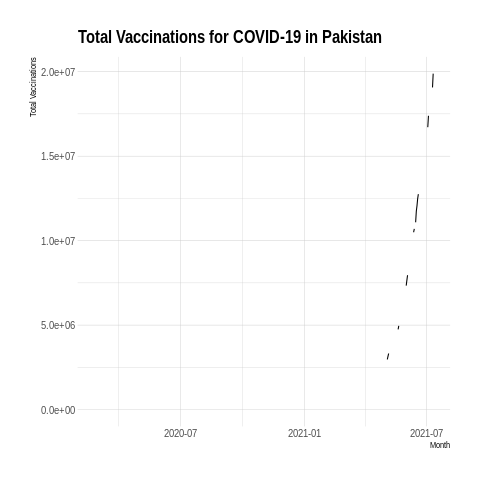 Total Vaccinations for COVID-19 in Pakistan
Total Vaccinations
2.0e+07
1.5e+07
1.0e+07
5.0e+06
0.0e+00
2020-07 2021-01 2021-07
Month